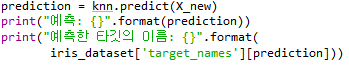 prediction = knn.predict(X_new)
print("예측: {}".format(prediction))
print("예측한 타깃의 이름: {}".format(
iris_dataset['target_names'][prediction]))